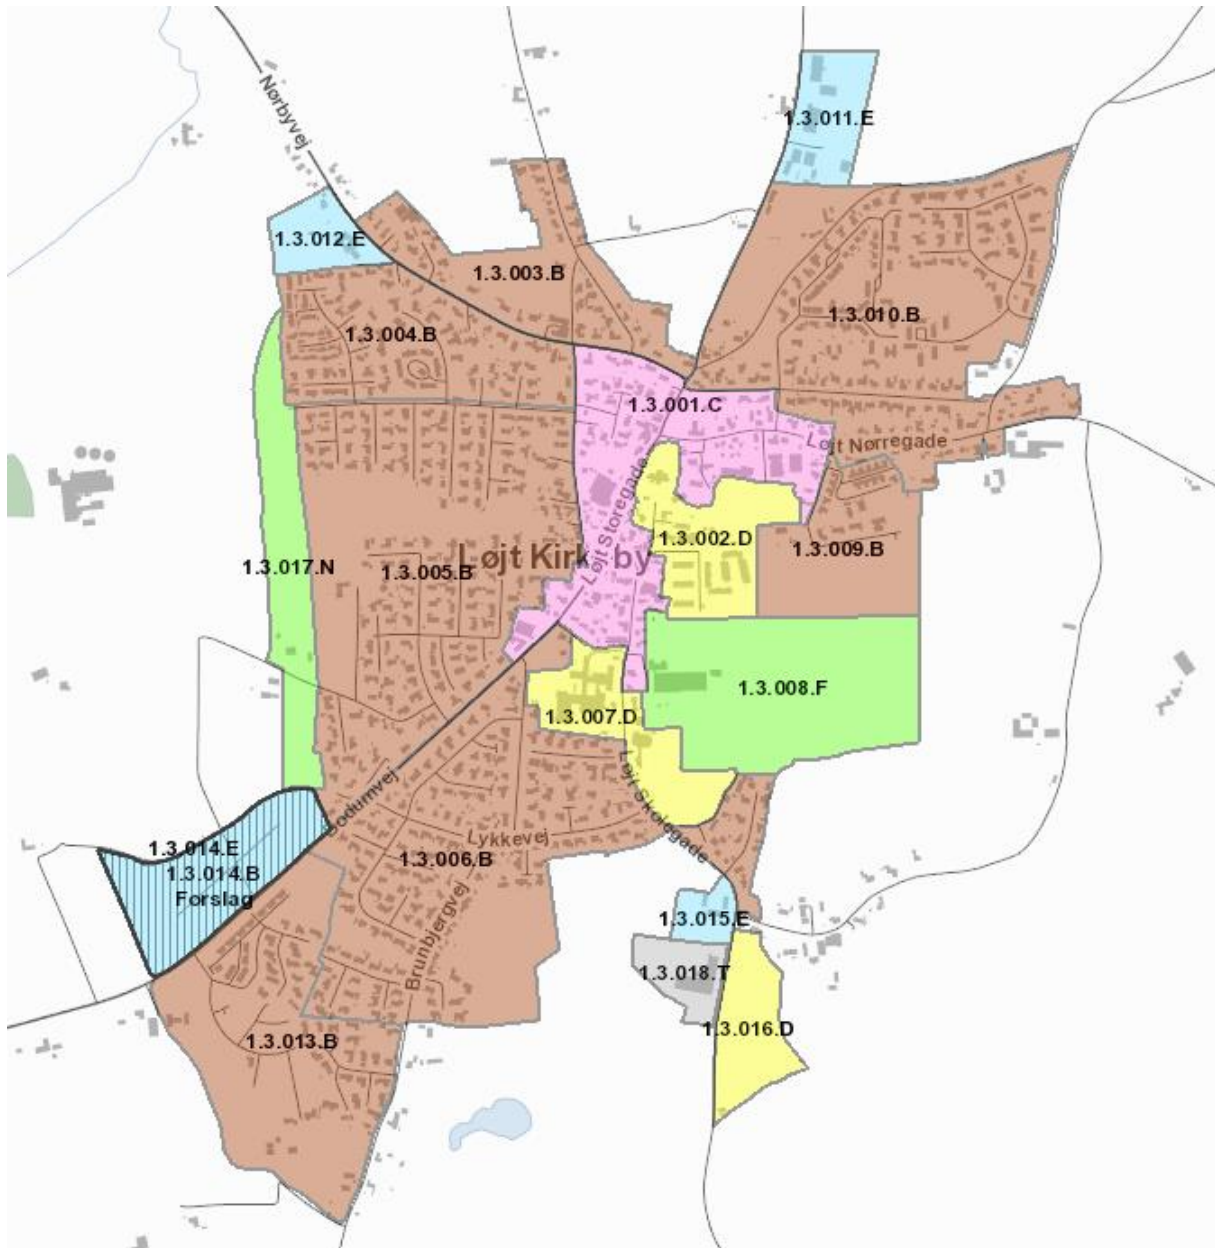 Nørbyvej
1.3.011.E
1.3.012.E
1.3.003.B
1.3.010.B
1.3.004.B
1.3.001.C
Løjt Nørregade
Løjt Storegade
1.3.002.D
1.3.009.B
Løjt Kirkeby
1.3.017.N
1.3.005.B
1.3.008.F
1.3.007.D
Løjt Skolegade
Bodumvej
Lykkevej
1.3.014.E
1.3.014.B
Forslag
1.3.006.B
Brunbjergvej
1.3.015.E
1.3.018.T
1.3.016.D
1.3.013.B